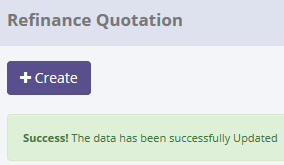 Refinance Quotation
+ Create
Success! The data has been successfully Updated